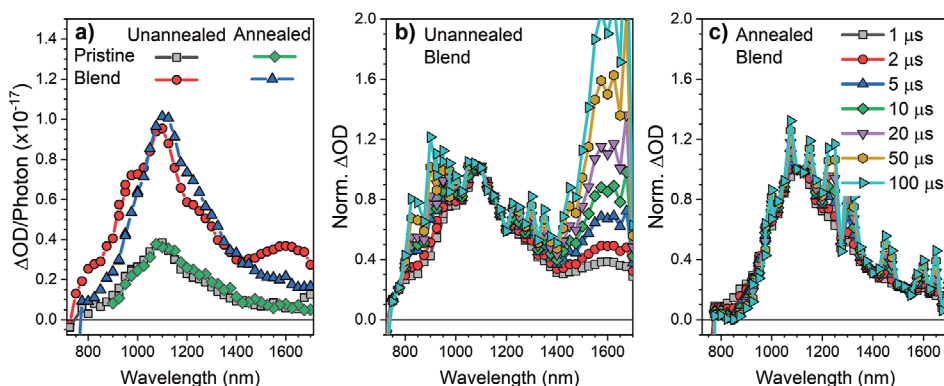 a)
Unannealed Annealed
Pristine
Blend
ΔOD/Photon (x10⁻¹⁷)
1.4
1.2
1.0
0.8
0.6
0.4
0.2
0.0
800 1000 1200 1400 1600
Wavelength (nm)
b) Unannealed
Blend
Norm. ΔOD
2.0
1.6
1.2
0.8
0.4
0.0
800 1000 1200 1400 1600
Wavelength (nm)
c) Annealed
Blend
1 µs
2 µs
5 µs
10 µs
20 µs
50 µs
100 µs
Norm. ΔOD
2.0
1.6
1.2
0.8
0.4
0.0
800 1000 1200 1400 1600
Wavelength (nm)